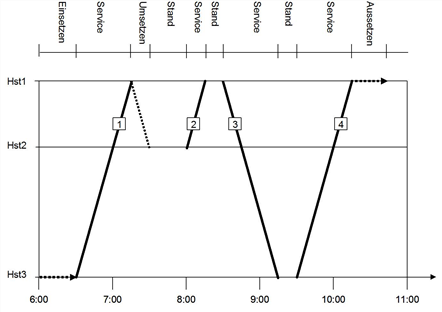 Einsetzen
Service
Umsetzen
Stand
Service
Stand
Service
Stand
Service
Aussetzen
Hst1
1
2
3
4
Hst2
Hst3
6:00
7:00
8:00
9:00
10:00
11:00